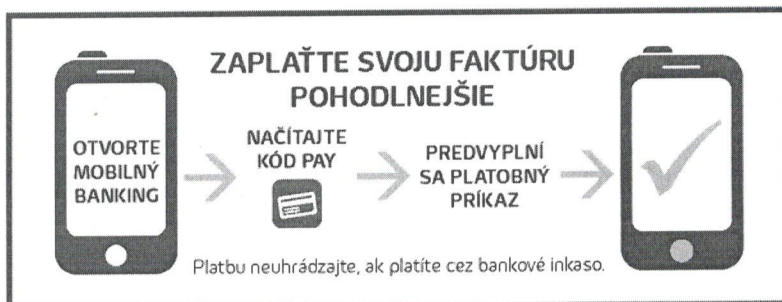 ZAPLAŤTE SVOJU FAKTÚRU
POHODLNEJŠIE
OTVORTE
MOBILNÝ
BANKING
NAČÍTAJTE
KÓD PAY
PREDVYPLNÍ
SA PLATOBNÝ
PRÍKAZ
Platbu neuhrádzajte, ak platíte cez bankové inkaso.